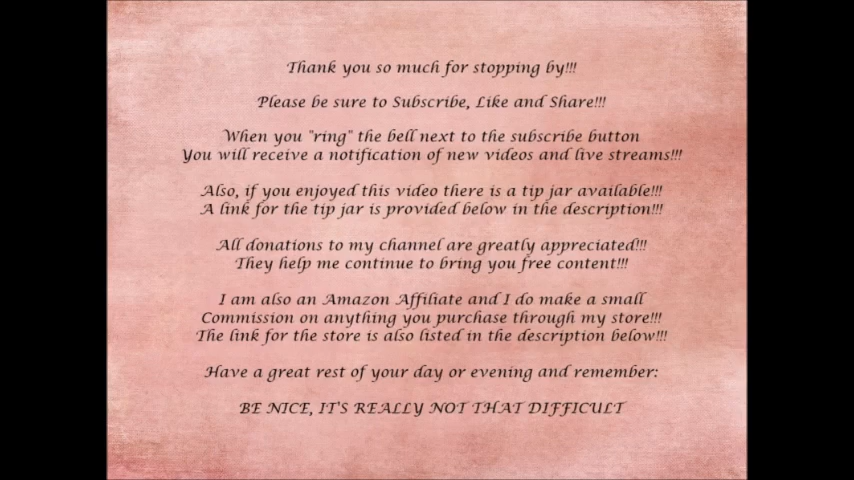 Thank you so much for stopping by!!!
Please be sure to Subscribe, Like and Share!!!
When you "ring" the bell next to the subscribe button
You will receive a notification of new videos and live streams!!!
Also, if you enjoyed this video there is a tip jar available!!!
A link for the tip jar is provided below in the description!!!
All donations to my channel are greatly appreciated!!!
They help me continue to bring you free content!!!
I am also an Amazon Affiliate and I do make a small
Commission on anything you purchase through my store!!!
The link for the store is also listed in the description below!!!
Have a great rest of your day or evening and remember:
BE NICE, IT'S REALLY NOT THAT DIFFICULT